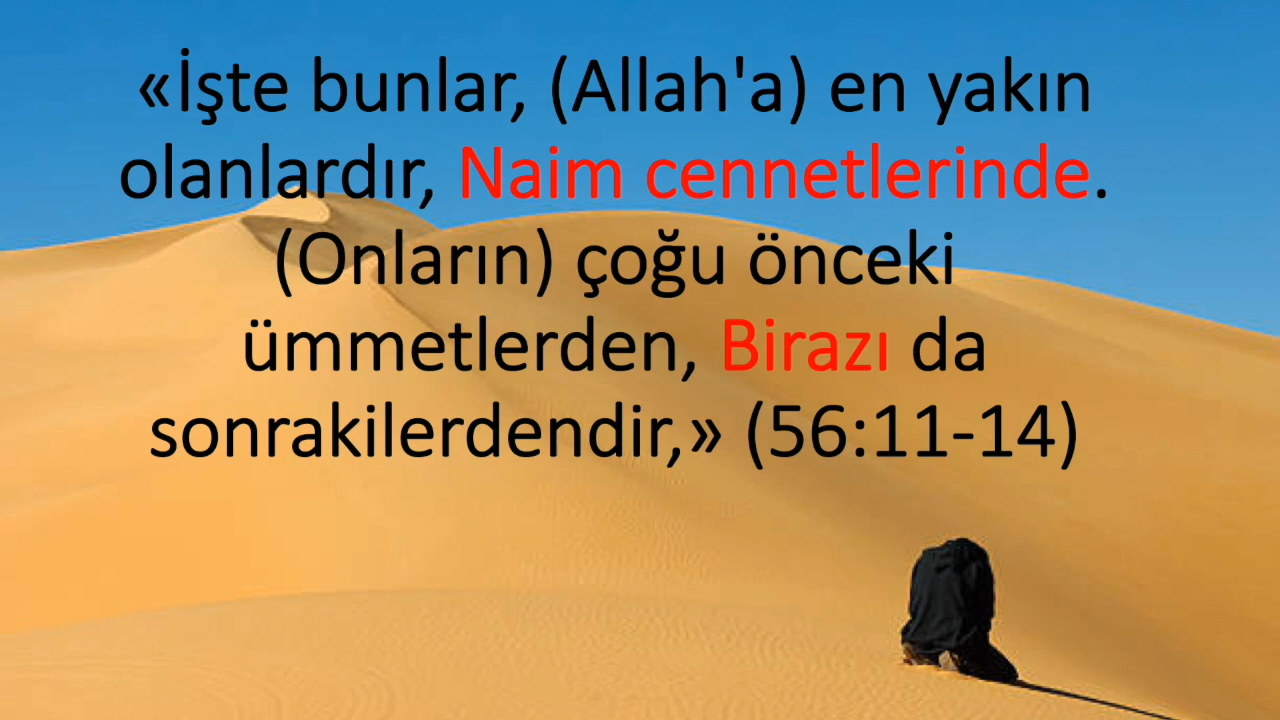 «İşte bunlar, (Allah'a) en yakın
olanlardır, Naim cennetlerinde.
(Onların) çoğu önceki
ümmetlerden, Birazı da
sonrakilerdendir,» (56:11-14)